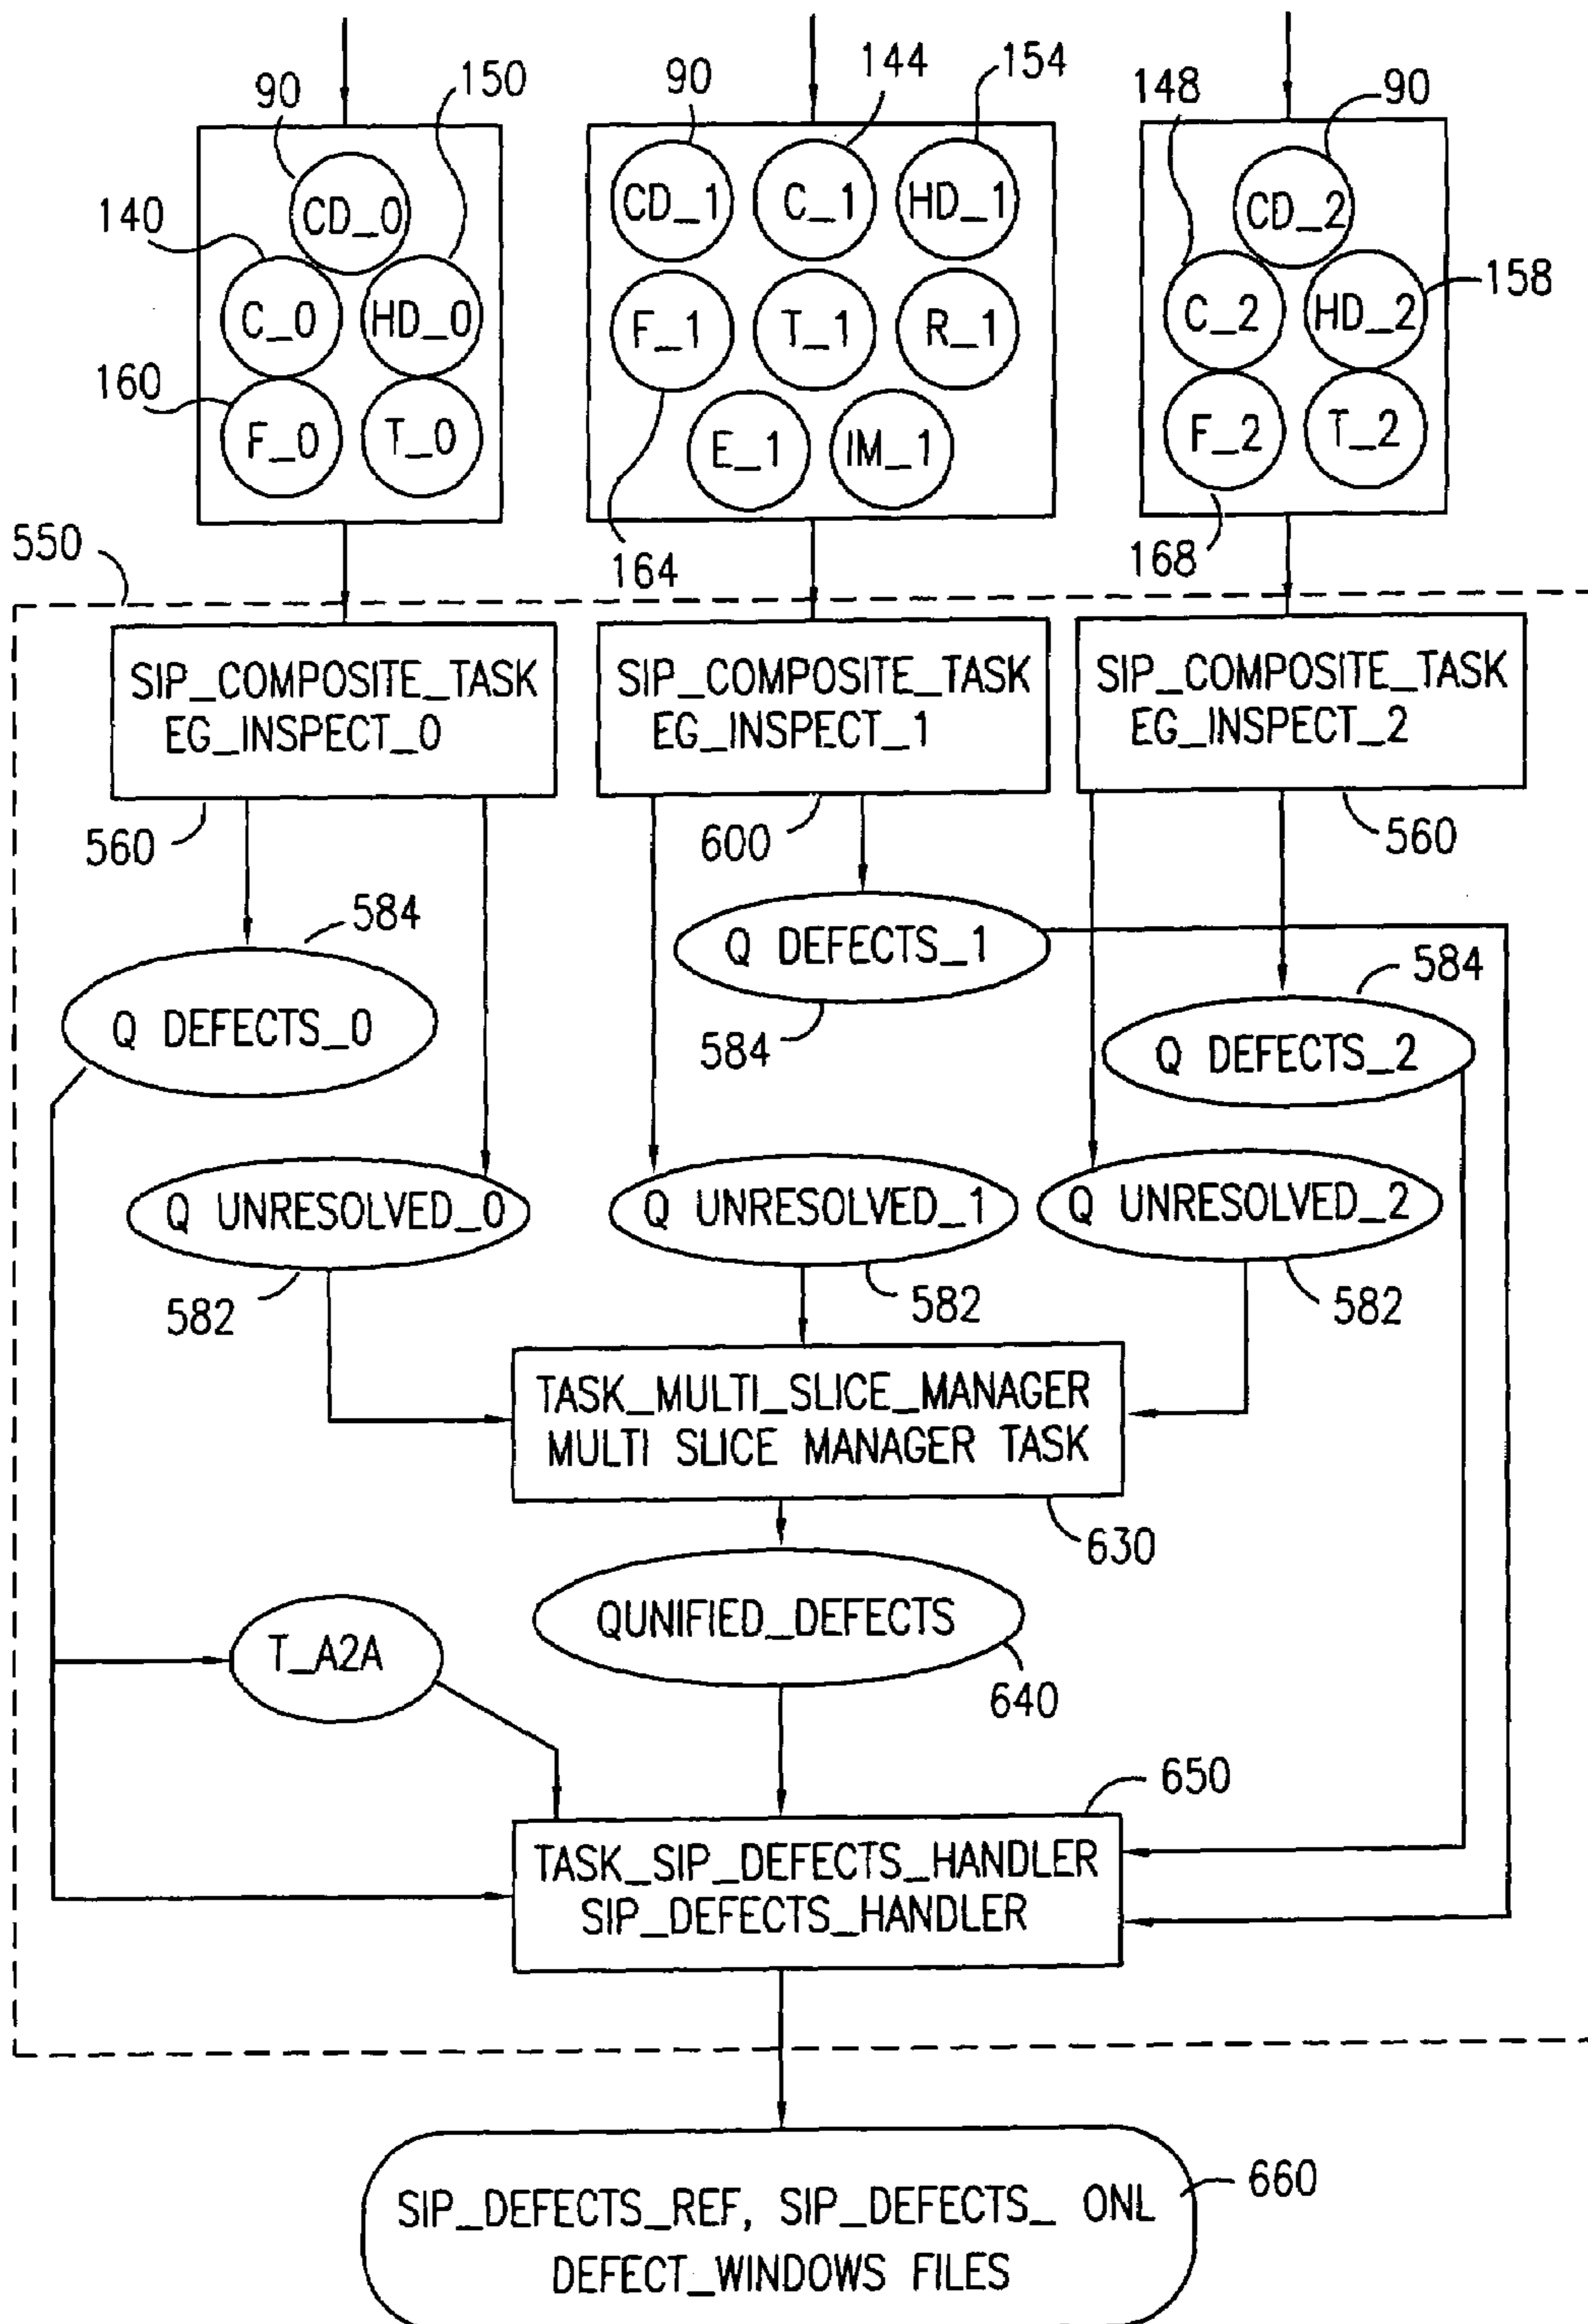 90
150
90
144
154
148
90
CD_0
CD_1
C_1
HD_1
CD_2
140
C_0
HD_0
F_1
T_1
R_1
C_2
HD_2
158
160
F_0
T_0
E_1
IM_1
F_2
T_2
550
164
168
SIP_COMPOSITE_TASK
EG_INSPECT_0
SIP_COMPOSITE_TASK
EG_INSPECT_1
SIP_COMPOSITE_TASK
EG_INSPECT_2
560
600
560
584
Q DEFECTS_0
Q DEFECTS_1
584
584
Q DEFECTS_2
Q UNRESOLVED_0
Q UNRESOLVED_1
Q UNRESOLVED_2
582
582
582
TASK_MULTI_SLICE_MANAGER
MULTI SLICE MANAGER TASK
630
T_A2A
QUNIFIED_DEFECTS
640
650
TASK_SIP_DEFECTS_HANDLER
SIP_DEFECTS_HANDLER
SIP_DEFECTS_REF, SIP_DEFECTS_ ONL
DEFECT_WINDOWS FILES
660